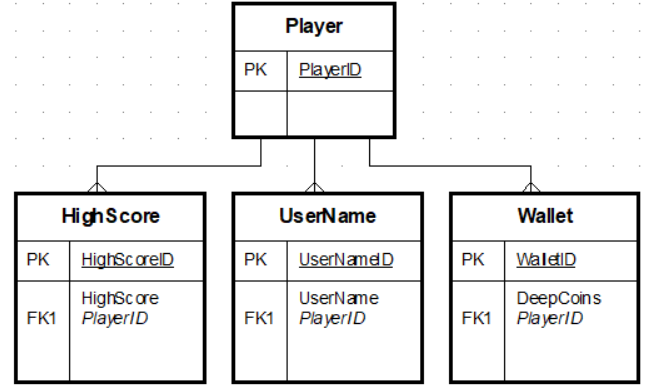 Player
PK PlayerID
HighScore
PK HighScoreID
HighScore
FK1 PlayerID
UserName
PK UserNameID
UserName
FK1 PlayerID
Wallet
PK WalletID
DeepCoins
FK1 PlayerID